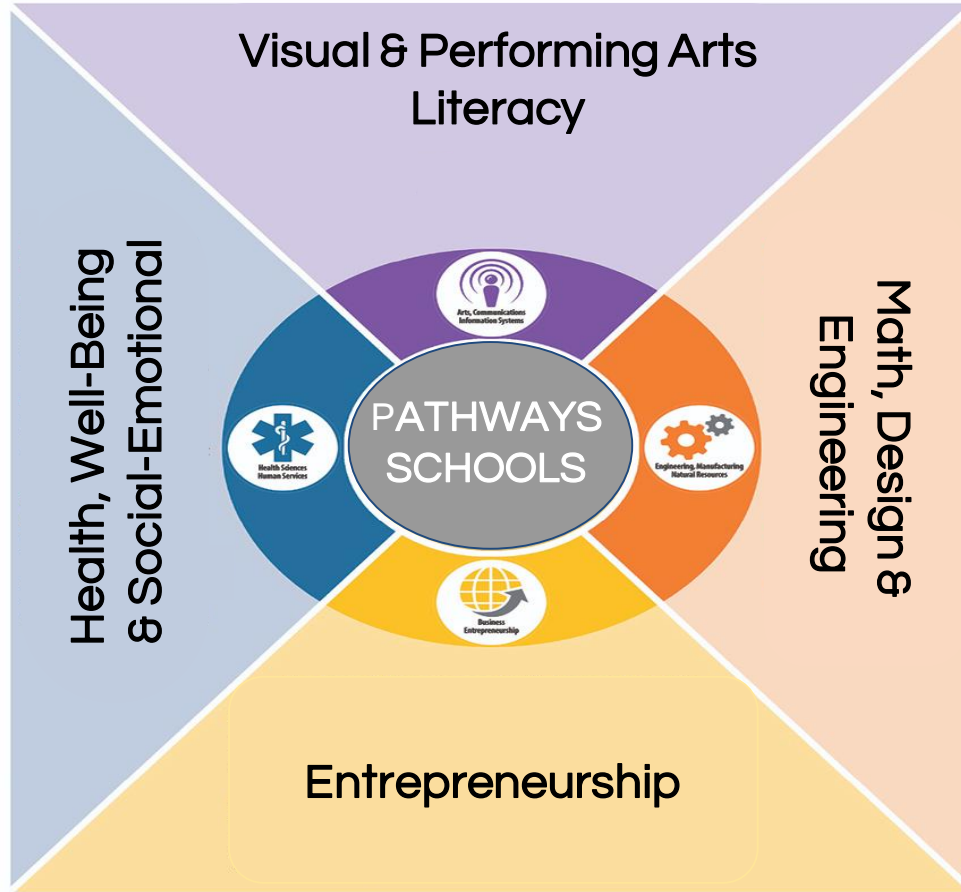 Visual & Performing Arts
Literacy
Arts, Communications
Information Systems
Health, Well-Being
& Social-Emotional
Health Sciences
Human Services
PATHWAYS
SCHOOLS
Engineering, Manufacturing
Natural Resources
Math, Design &
Engineering
Business
Entrepreneurship
Entrepreneurship